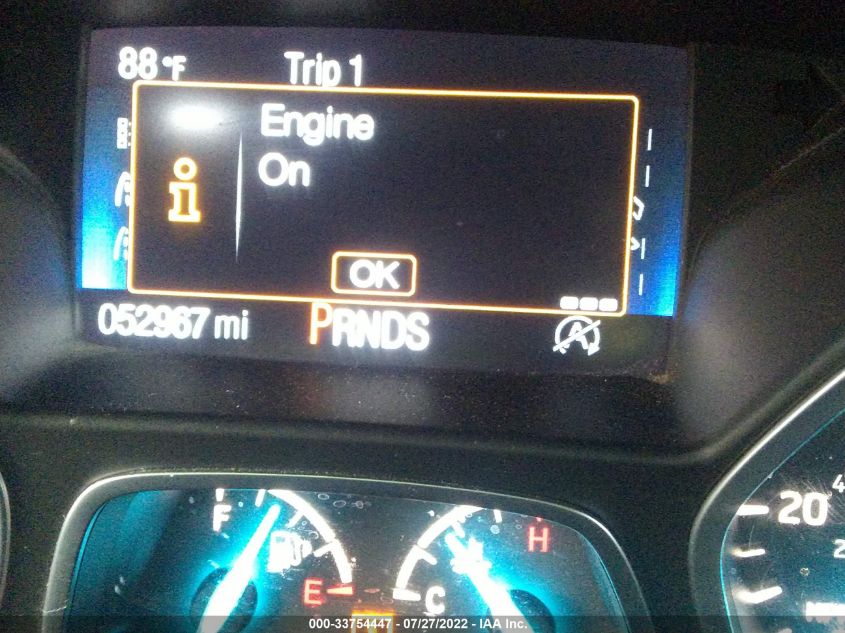 88°F Trip 1
Engine
On
OK
052967 mi PRNDS
F H
E C
20
000-33754447 - 07/27/2022 - IAA Inc.